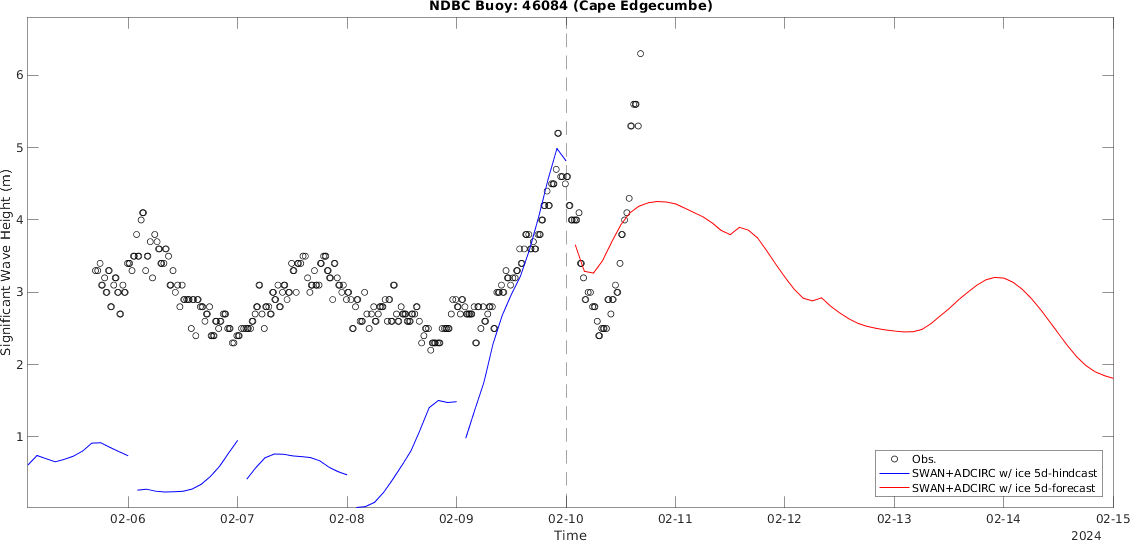 NDBC Buoy: 46084 (Cape Edgecumbe)
Significant Wave Height (m)
6
5
4
3
2
1
Obs.
SWAN+ADCIRC w/ ice 5d-hindcast
SWAN+ADCIRC w/ ice 5d-forecast
02-06 02-07 02-08 02-09 02-10 02-11 02-12 02-13 02-14 02-15
Time
2024